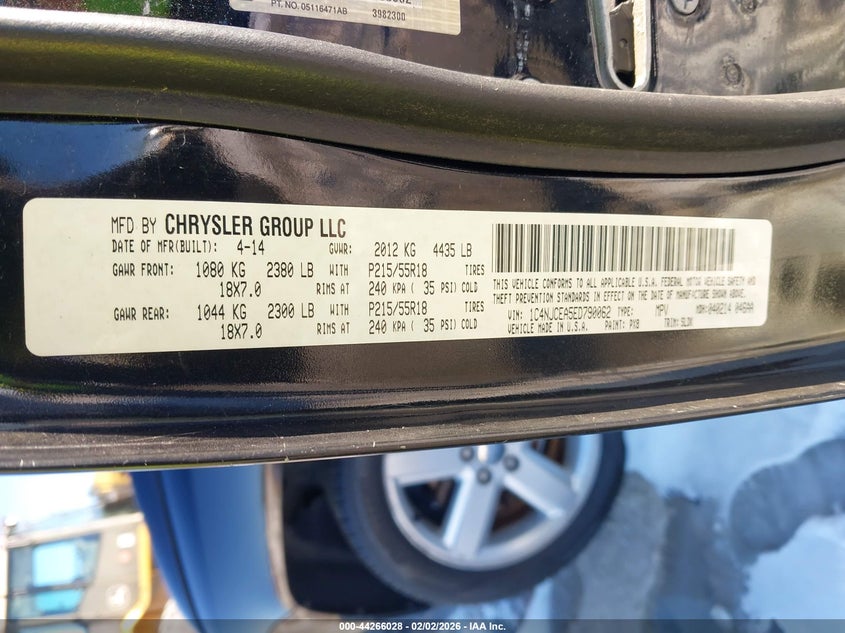 PT. NO. 05116471AB
3982300
MFD BY CHRYSLER GROUP LLC
DATE OF MFR(BUILT): 4-14 GVWR: 2012 KG 4435 LB
GAWR FRONT: 1080 KG 2380 LB WITH P215/55R18 TIRES
18X7.0 RIMS AT 240 KPA ( 35 PSI) COLD
GAWR REAR: 1044 KG 2300 LB WITH P215/55R18 TIRES
18X7.0 RIMS AT 240 KPA ( 35 PSI) COLD
THIS VEHICLE CONFORMS TO ALL APPLICABLE U.S.A. FEDERAL MOTOR VEHICLE SAFETY AND
THEFT PREVENTION STANDARDS IN EFFECT ON THE DATE OF MANUFACTURE SHOWN ABOVE.
VIN: 1C4NJCEA5ED790062 TYPE: MPV MDH: 040214 046AA
VEHICLE MADE IN U.S.A. PAINT: PX8 TRIM: 5LDX
000-44266028 - 02/02/2026 - IAA Inc.